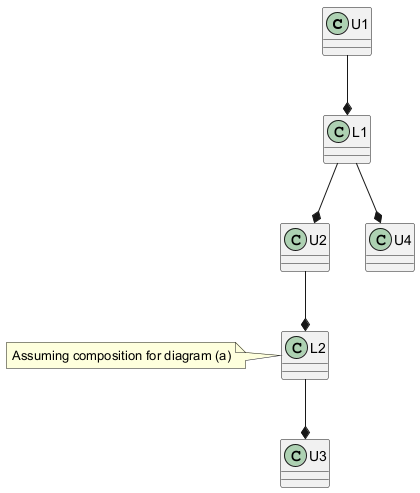 C U1
C L1
C U2
C U4
Assuming composition for diagram (a)
C L2
C U3